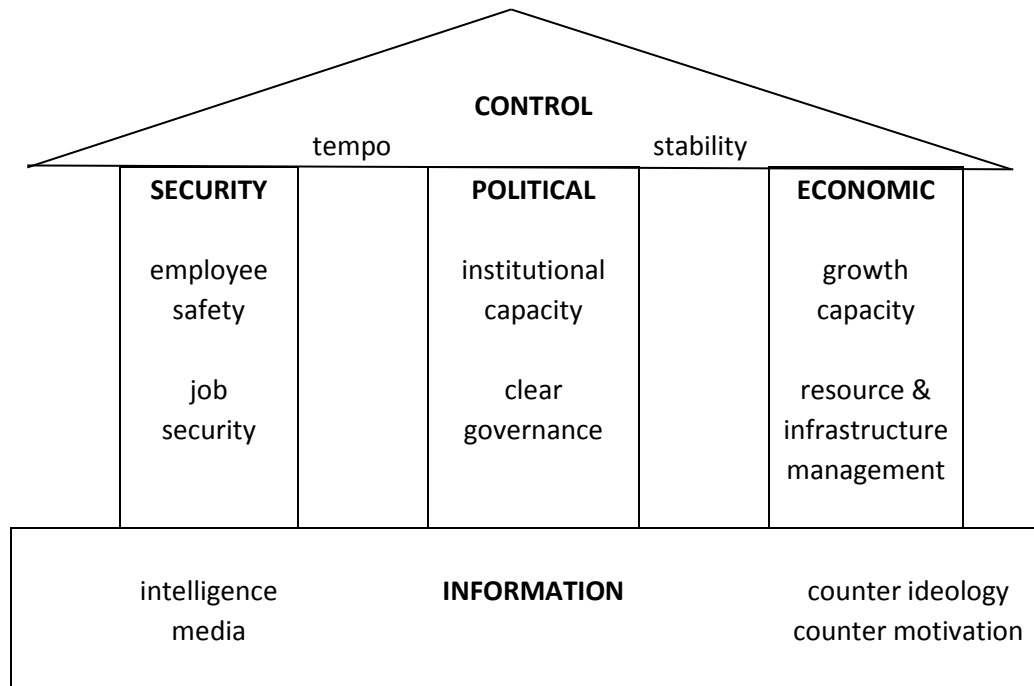 CONTROL
tempo stability
SECURITY POLITICAL ECONOMIC
employee institutional growth
safety capacity capacity
job clear resource &
security governance infrastructure
management
intelligence INFORMATION counter ideology
media counter motivation